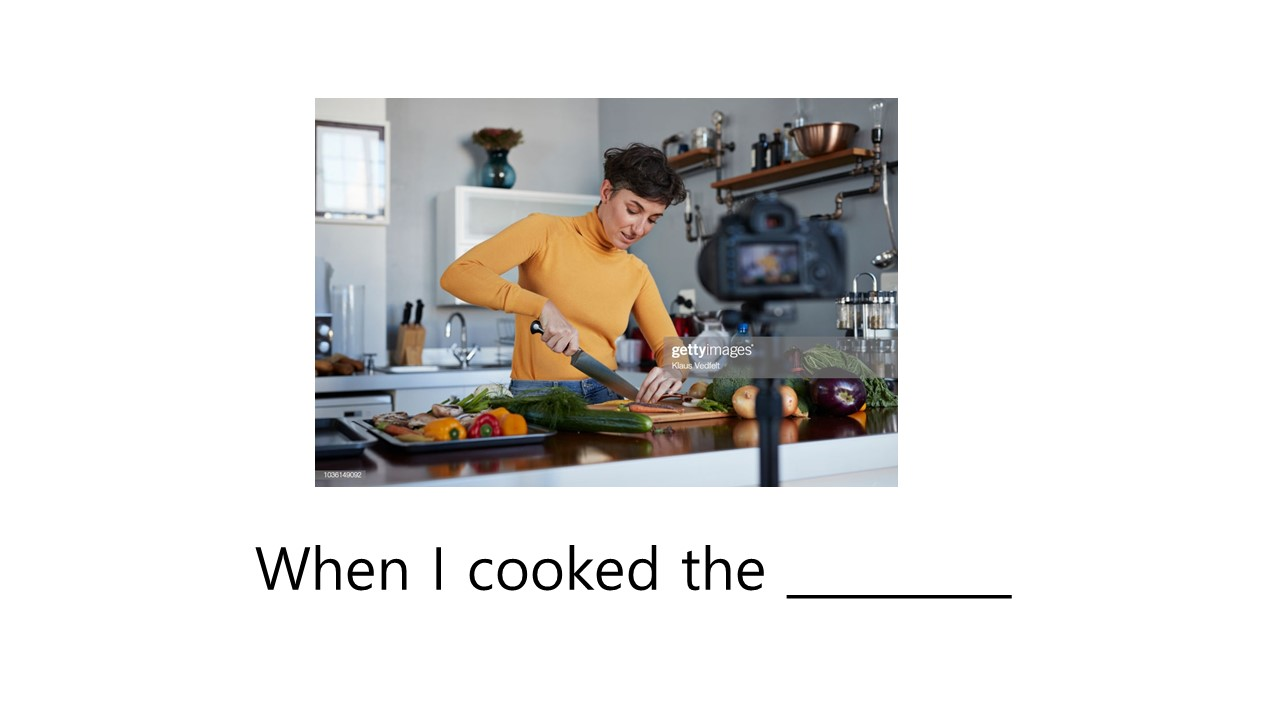 gettyimages
Klaus Vedfelt
1036149092
When I cooked the ________